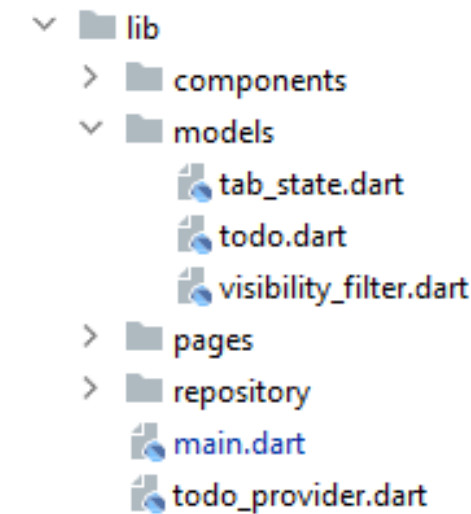 lib
components
models
tab_state.dart
todo.dart
visibility_filter.dart
pages
repository
main.dart
todo_provider.dart